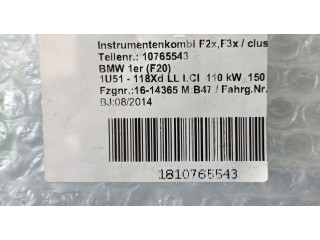 Instrumentenkombi F2x,F3x / clus
Teilenr.: 10765543
BMW 1er (F20)
1U51 - 118Xd LL LCI 110 kW 150
Fzgnr.:16-14365 M:B47 / Fahrg.Nr.
BJ:08/2014
1810765543